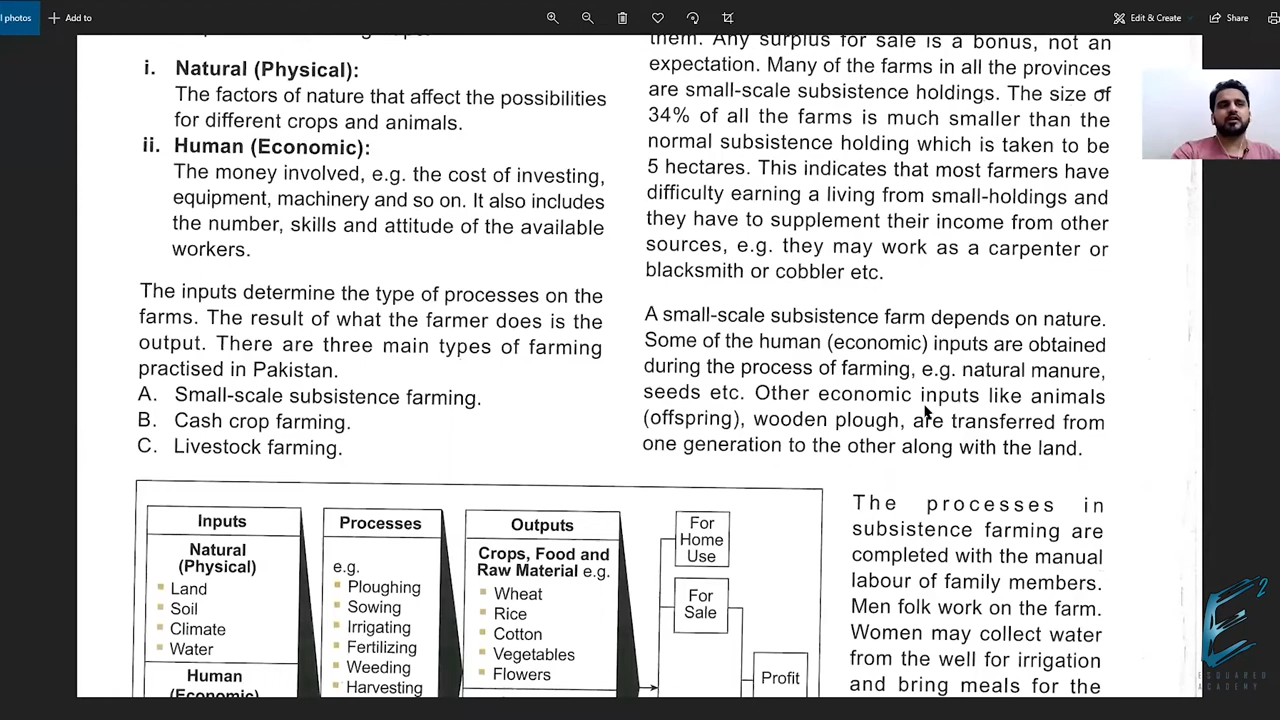 l photos
Add to
Edit & Create
Share
i. Natural (Physical):
The factors of nature that affect the possibilities
for different crops and animals.
ii. Human (Economic):
The money involved, e.g. the cost of investing,
equipment, machinery and so on. It also includes
the number, skills and attitude of the available
workers.
The inputs determine the type of processes on the
farms. The result of what the farmer does is the
output. There are three main types of farming
practised in Pakistan.
A. Small-scale subsistence farming.
B. Cash crop farming.
C. Livestock farming.
them. Any surplus for sale is a bonus, not an
expectation. Many of the farms in all the provinces
are small-scale subsistence holdings. The size of
34% of all the farms is much smaller than the
normal subsistence holding which is taken to be
5 hectares. This indicates that most farmers have
difficulty earning a living from small-holdings and
they have to supplement their income from other
sources, e.g. they may work as a carpenter or
blacksmith or cobbler etc.
A small-scale subsistence farm depends on nature.
Some of the human (economic) inputs are obtained
during the process of farming, e.g. natural manure,
seeds etc. Other economic inputs like animals
(offspring), wooden plough, are transferred from
one generation to the other along with the land.
Inputs
Natural
(Physical)
Land
Soil
Climate
Water
Human
(Economic)
Processes
e.g.
Ploughing
Sowing
Irrigating
Fertilizing
Weeding
Harvesting
Outputs
Crops, Food and
Raw Material e.g.
Wheat
Rice
Cotton
Vegetables
Flowers
For
Home
Use
For
Sale
Profit
The processes in
subsistence farming are
completed with the manual
labour of family members.
Men folk work on the farm.
Women may collect water
from the well for irrigation
and bring meals for the
E2
ESQUARED
ACADEMY